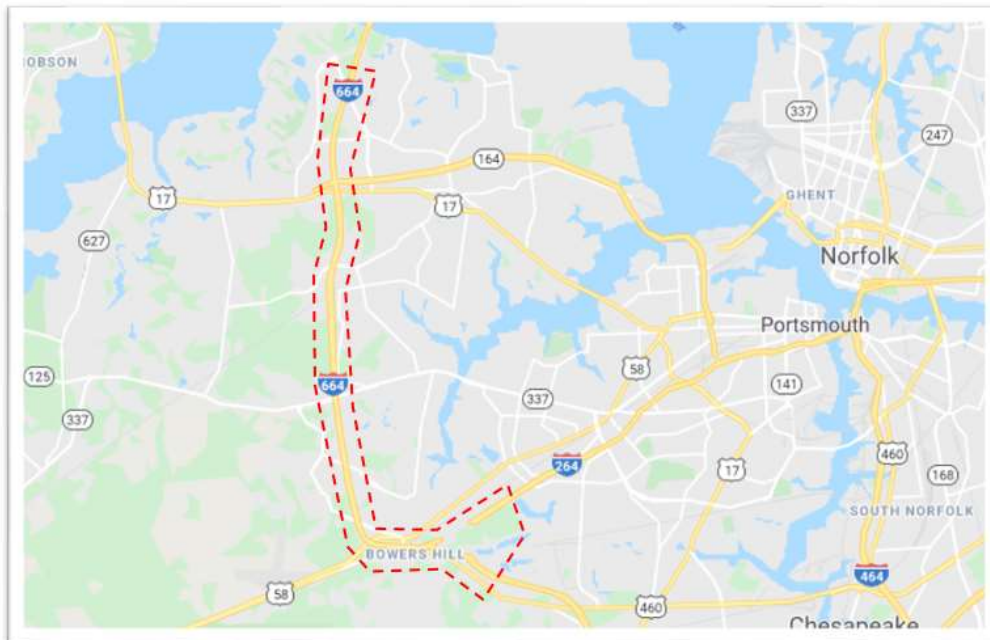 OBSON
664
337
247
164
17
17
GHENT
627
Norfolk
Portsmouth
58
125
664
141
337
337
264
17
460
168
SOUTH NORFOLK
BOWERS HILL
464
58
460
Chesapeake